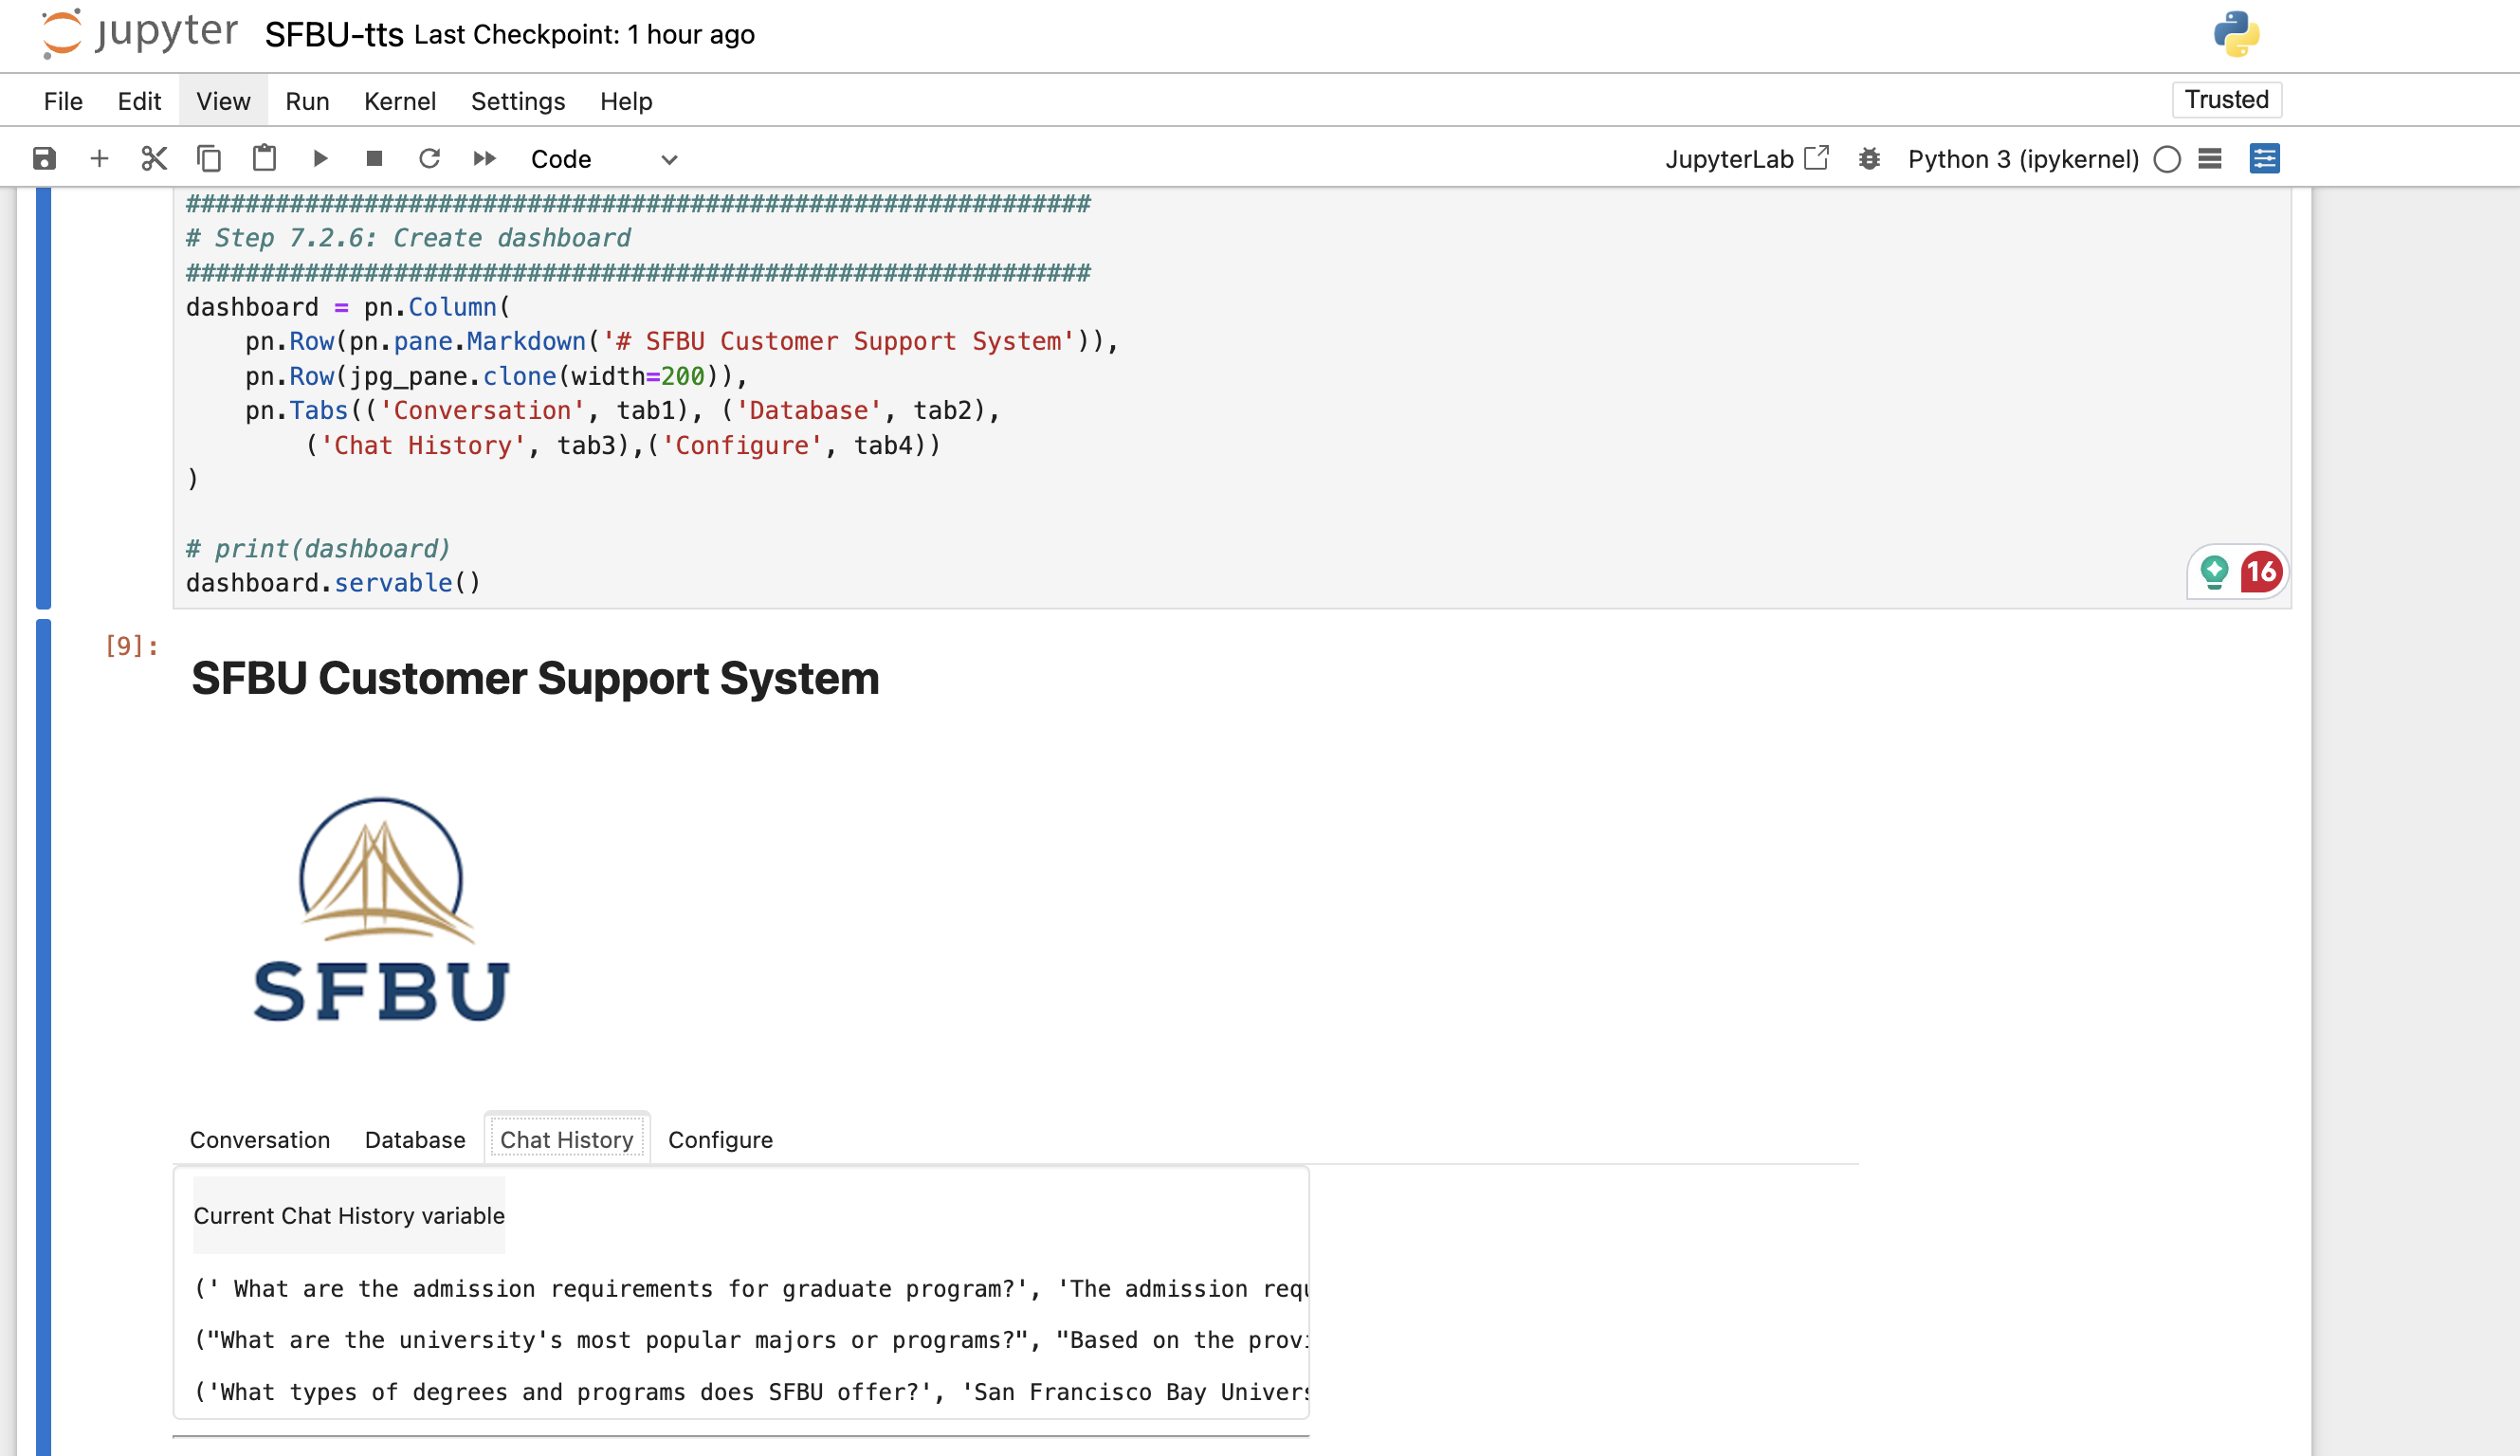 jupyter SFBU-tts Last Checkpoint: 1 hour ago
File Edit View Run Kernel Settings Help Trusted
Code JupyterLab Python 3 (ipykernel)
#############################################################
# Step 7.2.6: Create dashboard
#############################################################
dashboard = pn.Column(
    pn.Row(pn.pane.Markdown('# SFBU Customer Support System')),
    pn.Row(jpg_pane.clone(width=200)),
    pn.Tabs(('Conversation', tab1), ('Database', tab2),
        ('Chat History', tab3),('Configure', tab4))
)
# print(dashboard)
dashboard.servable()
16
[9]:
SFBU Customer Support System
SFBU
Conversation Database Chat History Configure
Current Chat History variable
(' What are the admission requirements for graduate program?', 'The admission requ
("What are the university's most popular majors or programs?", "Based on the provi
('What types of degrees and programs does SFBU offer?', 'San Francisco Bay Univers